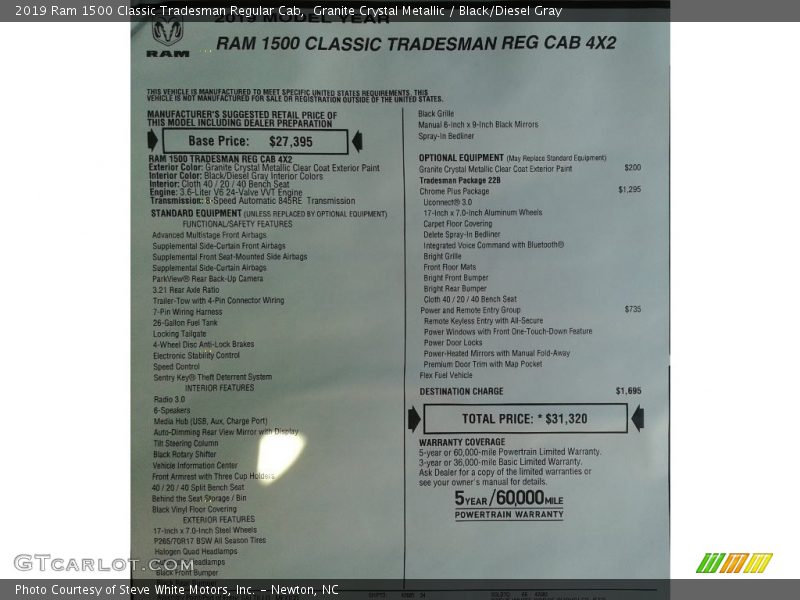 2019 Ram 1500 Classic Tradesman Regular Cab, Granite Crystal Metallic / Black/Diesel Gray
2019 MODEL YEAR
RAM
RAM 1500 CLASSIC TRADESMAN REG CAB 4X2
THIS VEHICLE IS MANUFACTURED TO MEET SPECIFIC UNITED STATES REQUIREMENTS. THIS
VEHICLE IS NOT MANUFACTURED FOR SALE OR REGISTRATION OUTSIDE OF THE UNITED STATES.
MANUFACTURER'S SUGGESTED RETAIL PRICE OF
THIS MODEL INCLUDING DEALER PREPARATION
Base Price: $27,395
RAM 1500 TRADESMAN REG CAB 4X2
Exterior Color: Granite Crystal Metallic Clear Coat Exterior Paint
Interior Color: Black/Diesel Gray Interior Colors
Interior: Cloth 40 / 20 / 40 Bench Seat
Engine: 3.6-Liter V6 24-Valve VVT Engine
Transmission: 8-Speed Automatic 845RE Transmission
STANDARD EQUIPMENT (UNLESS REPLACED BY OPTIONAL EQUIPMENT)
FUNCTIONAL/SAFETY FEATURES
Advanced Multistage Front Airbags
Supplemental Side-Curtain Front Airbags
Supplemental Front Seat-Mounted Side Airbags
Supplemental Side-Curtain Airbags
ParkView® Rear Back-Up Camera
3.21 Rear Axle Ratio
Trailer-Tow with 4-Pin Connector Wiring
7-Pin Wiring Harness
26-Gallon Fuel Tank
Locking Tailgate
4-Wheel Disc Anti-Lock Brakes
Electronic Stability Control
Speed Control
Sentry Key® Theft Deterrent System
INTERIOR FEATURES
Radio 3.0
6-Speakers
Media Hub (USB, Aux, Charge Port)
Auto-Dimming Rear View Mirror with Display
Tilt Steering Column
Black Rotary Shifter
Vehicle Information Center
Front Armrest with Three Cup Holders
40 / 20 / 40 Split Bench Seat
Behind the Seat Storage / Bin
Black Vinyl Floor Covering
EXTERIOR FEATURES
17-Inch x 7.0-Inch Steel Wheels
P265/70R17 BSW All Season Tires
Halogen Quad Headlamps
Headlamps
Black Front Bumper
Black Grille
Manual 6-Inch x 9-Inch Black Mirrors
Spray-In Bedliner
OPTIONAL EQUIPMENT (May Replace Standard Equipment)
Granite Crystal Metallic Clear Coat Exterior Paint $200
Tradesman Package 22B
Chrome Plus Package $1,295
Uconnect® 3.0
17-Inch x 7.0-Inch Aluminum Wheels
Carpet Floor Covering
Delete Spray-In Bedliner
Integrated Voice Command with Bluetooth®
Bright Grille
Front Floor Mats
Bright Front Bumper
Bright Rear Bumper
Cloth 40 / 20 / 40 Bench Seat
Power and Remote Entry Group $735
Remote Keyless Entry with All-Secure
Power Windows with Front One-Touch-Down Feature
Power Door Locks
Power-Heated Mirrors with Manual Fold-Away
Premium Door Trim with Map Pocket
Flex Fuel Vehicle
DESTINATION CHARGE $1,695
TOTAL PRICE: * $31,320
WARRANTY COVERAGE
5-year or 60,000-mile Powertrain Limited Warranty.
3-year or 36,000-mile Basic Limited Warranty.
Ask Dealer for a copy of the limited warranties or
see your owner's manual for details.
5YEAR/60,000MILE
POWERTRAIN WARRANTY
GTCARLOT.COM
Photo Courtesy of Steve White Motors, Inc. – Newton, NC